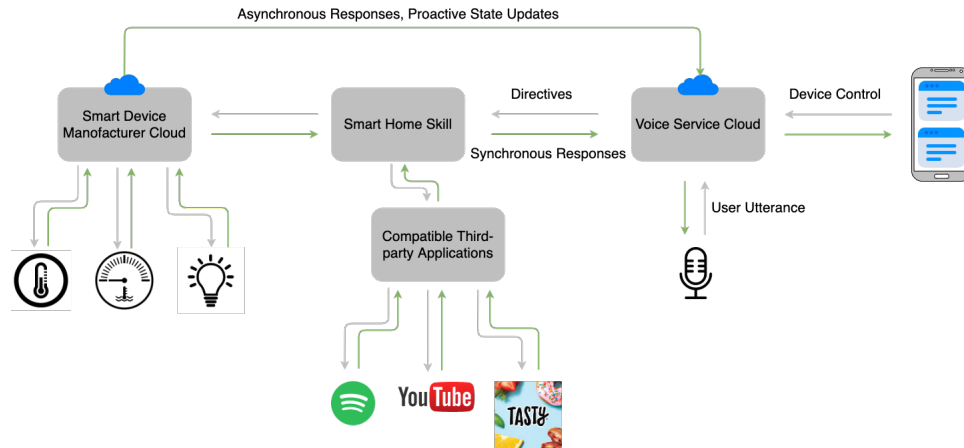 Asynchronous Responses, Proactive State Updates
Smart Device
Manofacturer Cloud
Smart Home Skill
Directives
Synchronous Responses
Voice Service Cloud
Device Control
User Utterance
Compatible Third-
party Applications
YouTube
TASTY